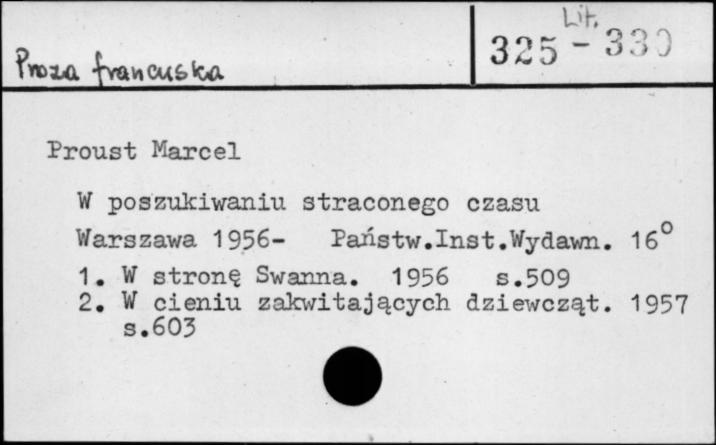 Lit.
325 - 330
Proza francuska
Proust Marcel
W poszukiwaniu straconego czasu
Warszawa 1956- Państw.Inst.Wydawn. 16°
1. W stronę Swanna. 1956 s.509
2. W cieniu zakwitających dziewcząt. 1957
s.603